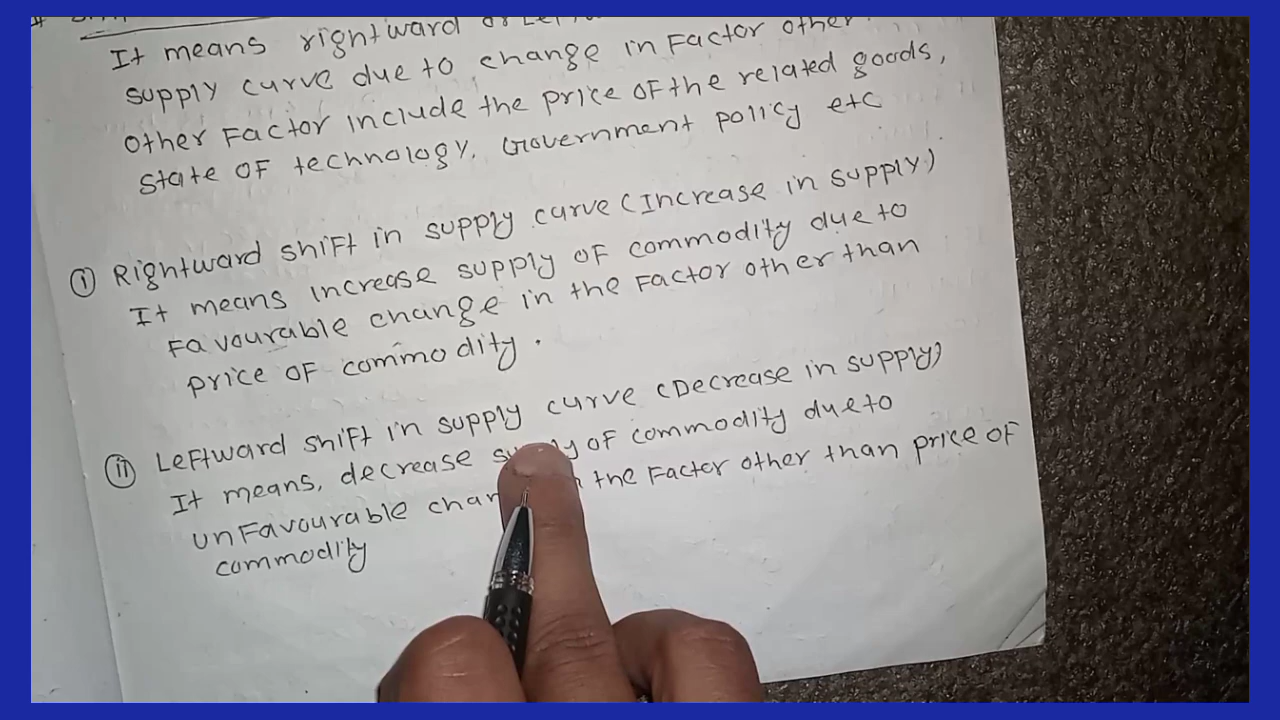 It means rightward or
supply curve due to change in Factor other
other Factor include the price of the related goods,
state of technology, Government policy etc
(i) Rightward shift in supply curve (Increase in supply)
It means increase supply of commodity due to
Favourable change in the Factor other than
price of commodity.
(ii) Leftward shift in supply curve (Decrease in supply)
It means, decrease supply of commodity due to
unFavourable the Factor other than price of
commodity